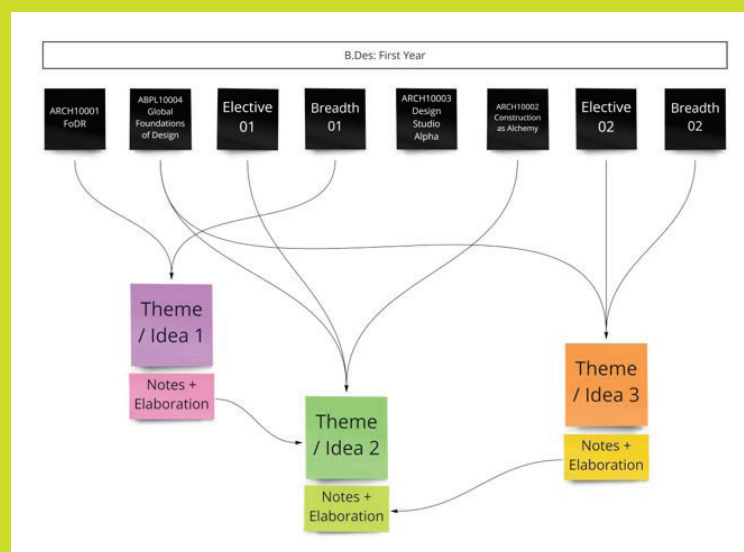 B.Des: First Year
ARCH10001
FoDR
ABPL10004
Global
Foundations
of Design
Elective
01
Breadth
01
ARCH10003
Design
Studio
Alpha
ARCH10002
Construction
as Alchemy
Elective
02
Breadth
02
Theme
/ Idea 1
Notes +
Elaboration
Theme
/ Idea 2
Notes +
Elaboration
Theme
/ Idea 3
Notes +
Elaboration